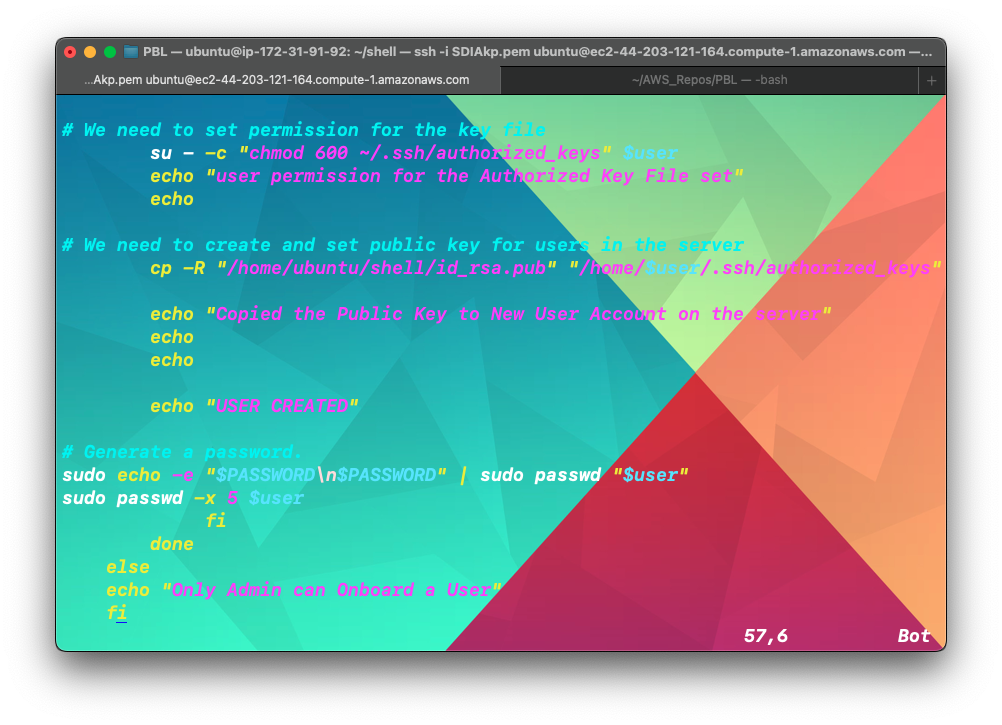 PBL — ubuntu@ip-172-31-91-92: ~/shell — ssh -i SDIAkp.pem ubuntu@ec2-44-203-121-164.compute-1.amazonaws.com —...
...Akp.pem ubuntu@ec2-44-203-121-164.compute-1.amazonaws.com
~/AWS_Repos/PBL — -bash
+
# We need to set permission for the key file
su - -c "chmod 600 ~/.ssh/authorized_keys" $user
echo "user permission for the Authorized Key File set"
echo
# We need to create and set public key for users in the server
cp -R "/home/ubuntu/shell/id_rsa.pub" "/home/$user/.ssh/authorized_keys"
echo "Copied the Public Key to New User Account on the server"
echo
echo
echo "USER CREATED"
# Generate a password.
sudo echo -e "$PASSWORD\n$PASSWORD" | sudo passwd "$user"
sudo passwd -x 5 $user
fi
done
else
echo "Only Admin can Onboard a User"
fi
57,6 Bot